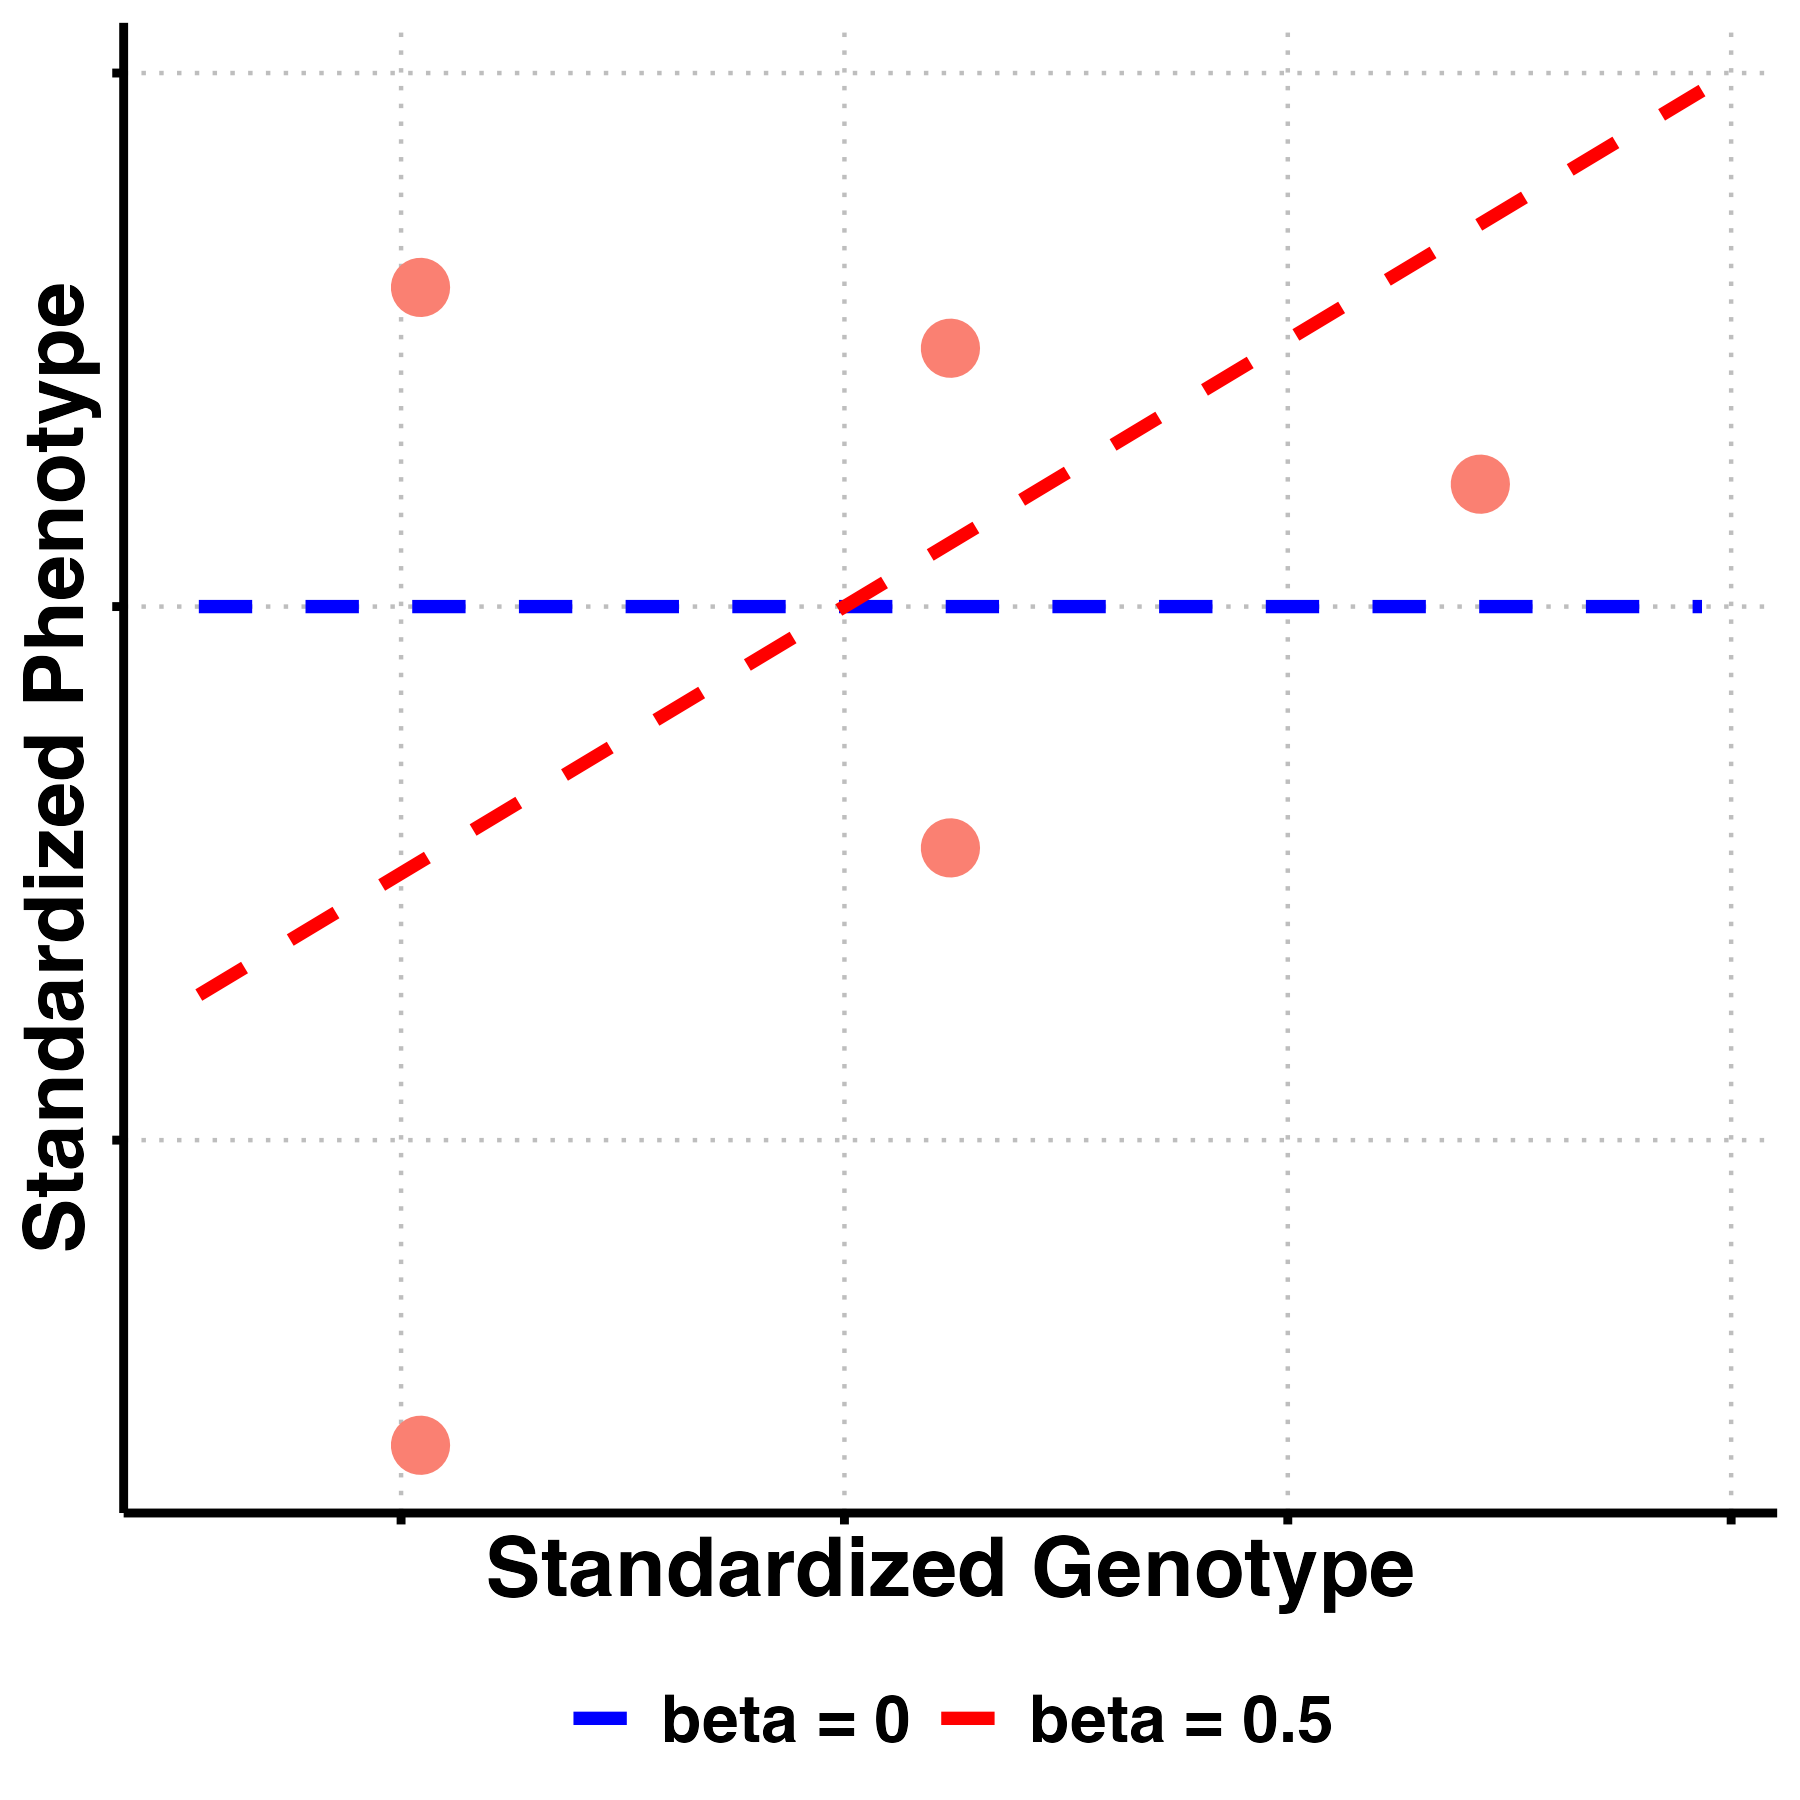 Standardized Phenotype
Standardized Genotype
beta = 0 beta = 0.5